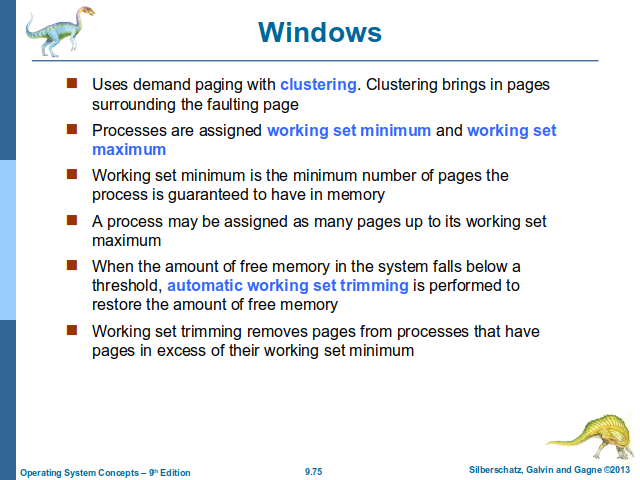 Windows
Uses demand paging with clustering. Clustering brings in pages
surrounding the faulting page
Processes are assigned working set minimum and working set
maximum
Working set minimum is the minimum number of pages the
process is guaranteed to have in memory
A process may be assigned as many pages up to its working set
maximum
When the amount of free memory in the system falls below a
threshold, automatic working set trimming is performed to
restore the amount of free memory
Working set trimming removes pages from processes that have
pages in excess of their working set minimum
Operating System Concepts – 9th Edition
9.75
Silberschatz, Galvin and Gagne ©2013